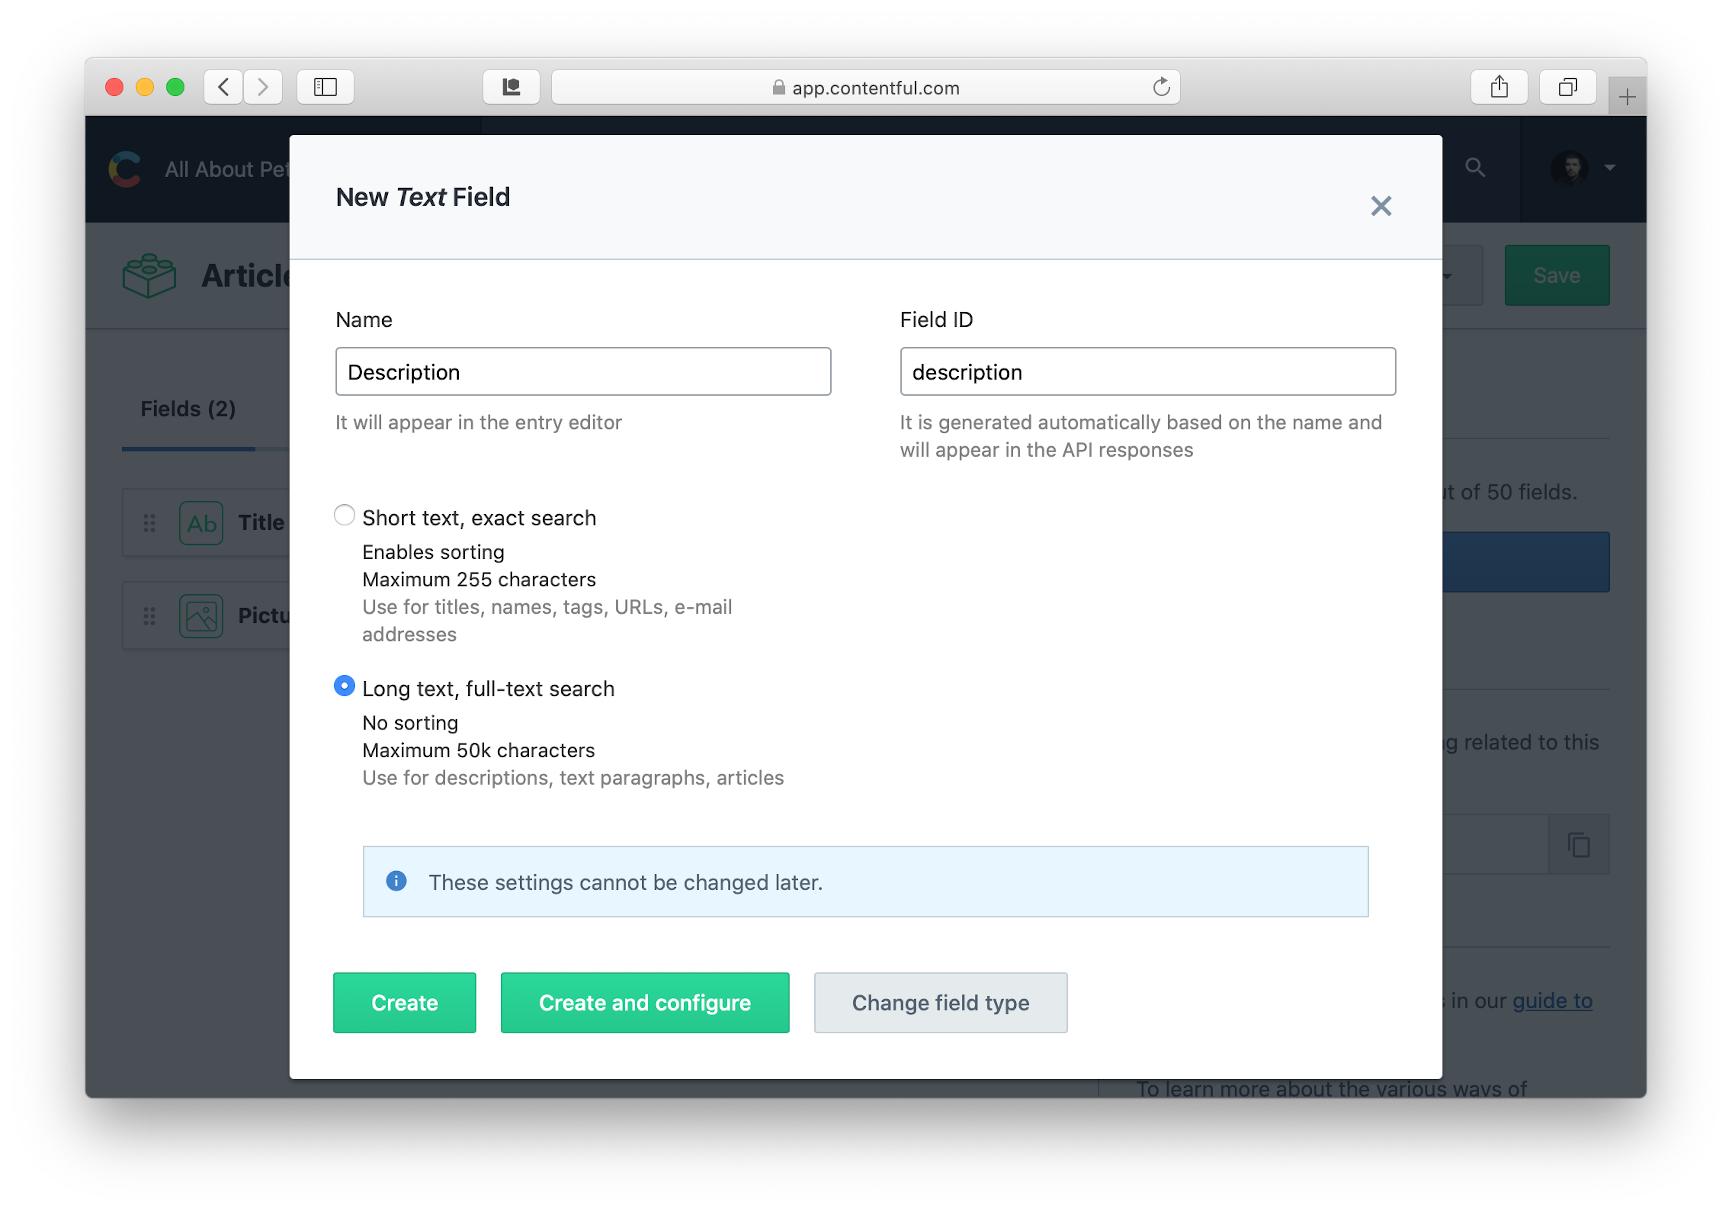 app.contentful.com
All About Pet
New Text Field
Article
Save
Name
Field ID
Description
description
Fields (2)
It will appear in the entry editor
It is generated automatically based on the name and
will appear in the API responses
of 50 fields.
Short text, exact search
Ab
Title
Enables sorting
Maximum 255 characters
Use for titles, names, tags, URLs, e-mail
addresses
Pictu
Long text, full-text search
No sorting
Maximum 50k characters
Use for descriptions, text paragraphs, articles
related to this
These settings cannot be changed later.
Create
Create and configure
Change field type
in our guide to
To learn more about the various ways of